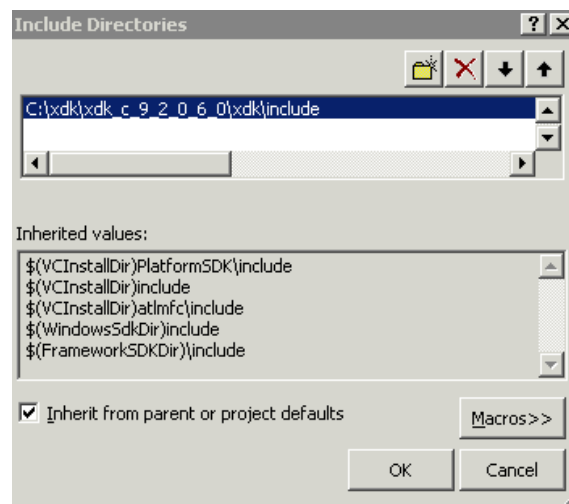 Include Directories
C:\xdk\xdk_c_9_2_0_6_0\xdk\include
Inherited values:
$(VCInstallDir)PlatformSDK\include
$(VCInstallDir)include
$(VCInstallDir)atlmfc\include
$(WindowsSdkDir)include
$(FrameworkSDKDir)\include
Inherit from parent or project defaults
Macros>>
OK Cancel